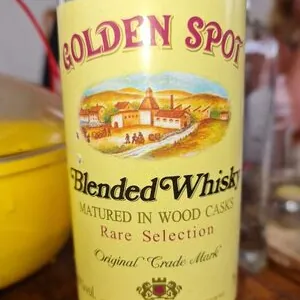 GOLDEN SPOT
Blended Whisky
MATURED IN WOOD CASKS
Rare Selection
Original Trade Mark